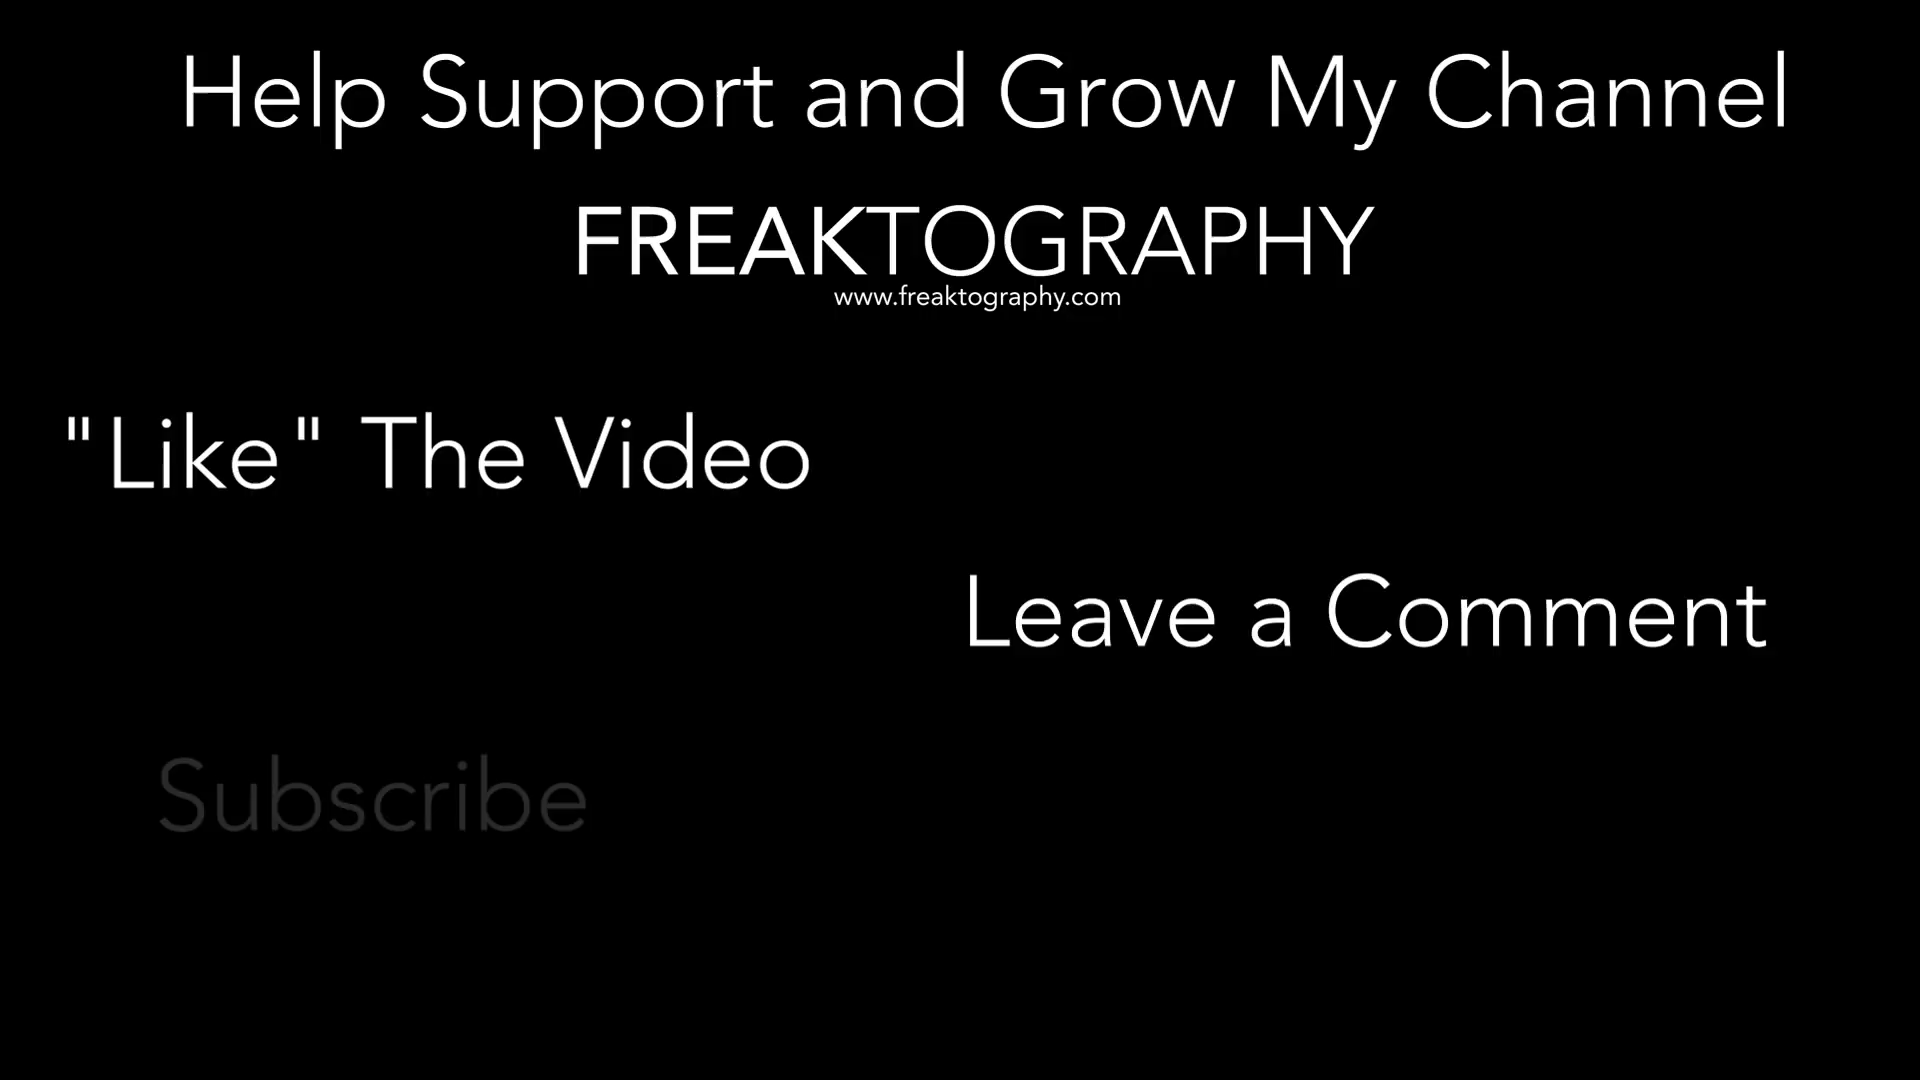 Help Support and Grow My Channel
FREAKTOGRAPHY
www.freaktography.com
"Like" The Video
Leave a Comment
Subscribe